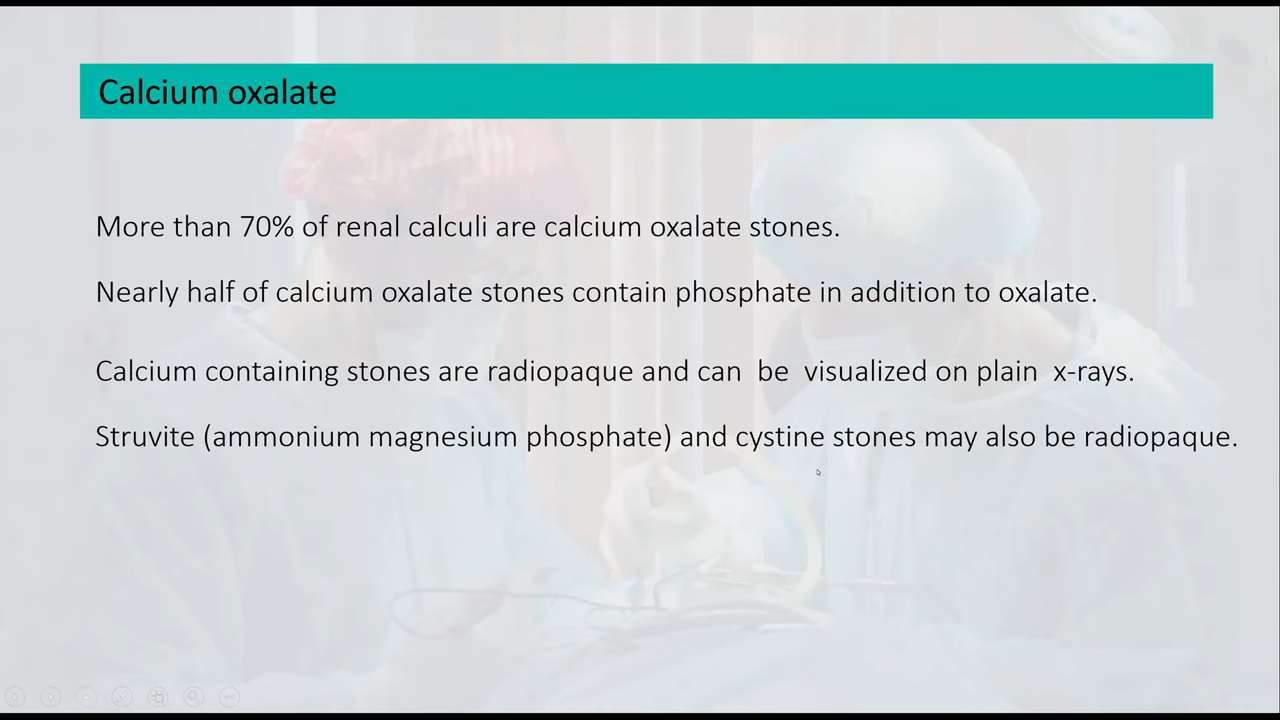 Calcium oxalate
More than 70% of renal calculi are calcium oxalate stones.
Nearly half of calcium oxalate stones contain phosphate in addition to oxalate.
Calcium containing stones are radiopaque and can be visualized on plain x-rays.
Struvite (ammonium magnesium phosphate) and cystine stones may also be radiopaque.